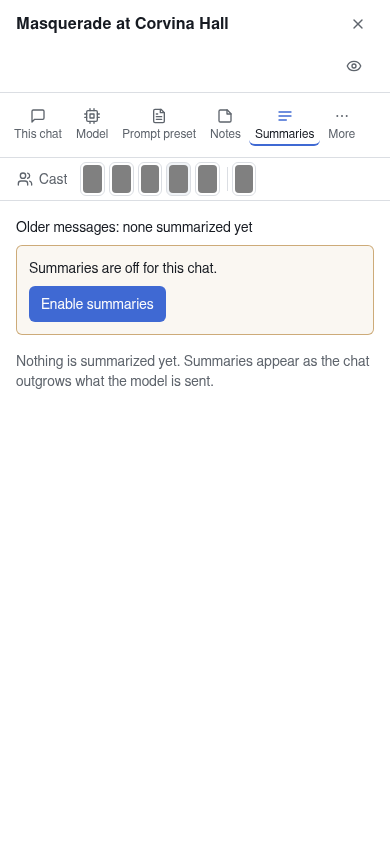 Masquerade at Corvina Hall
This chat
Model
Prompt preset
Notes
Summaries
More
Cast
Older messages: none summarized yet
Summaries are off for this chat.
Enable summaries
Nothing is summarized yet. Summaries appear as the chat
outgrows what the model is sent.